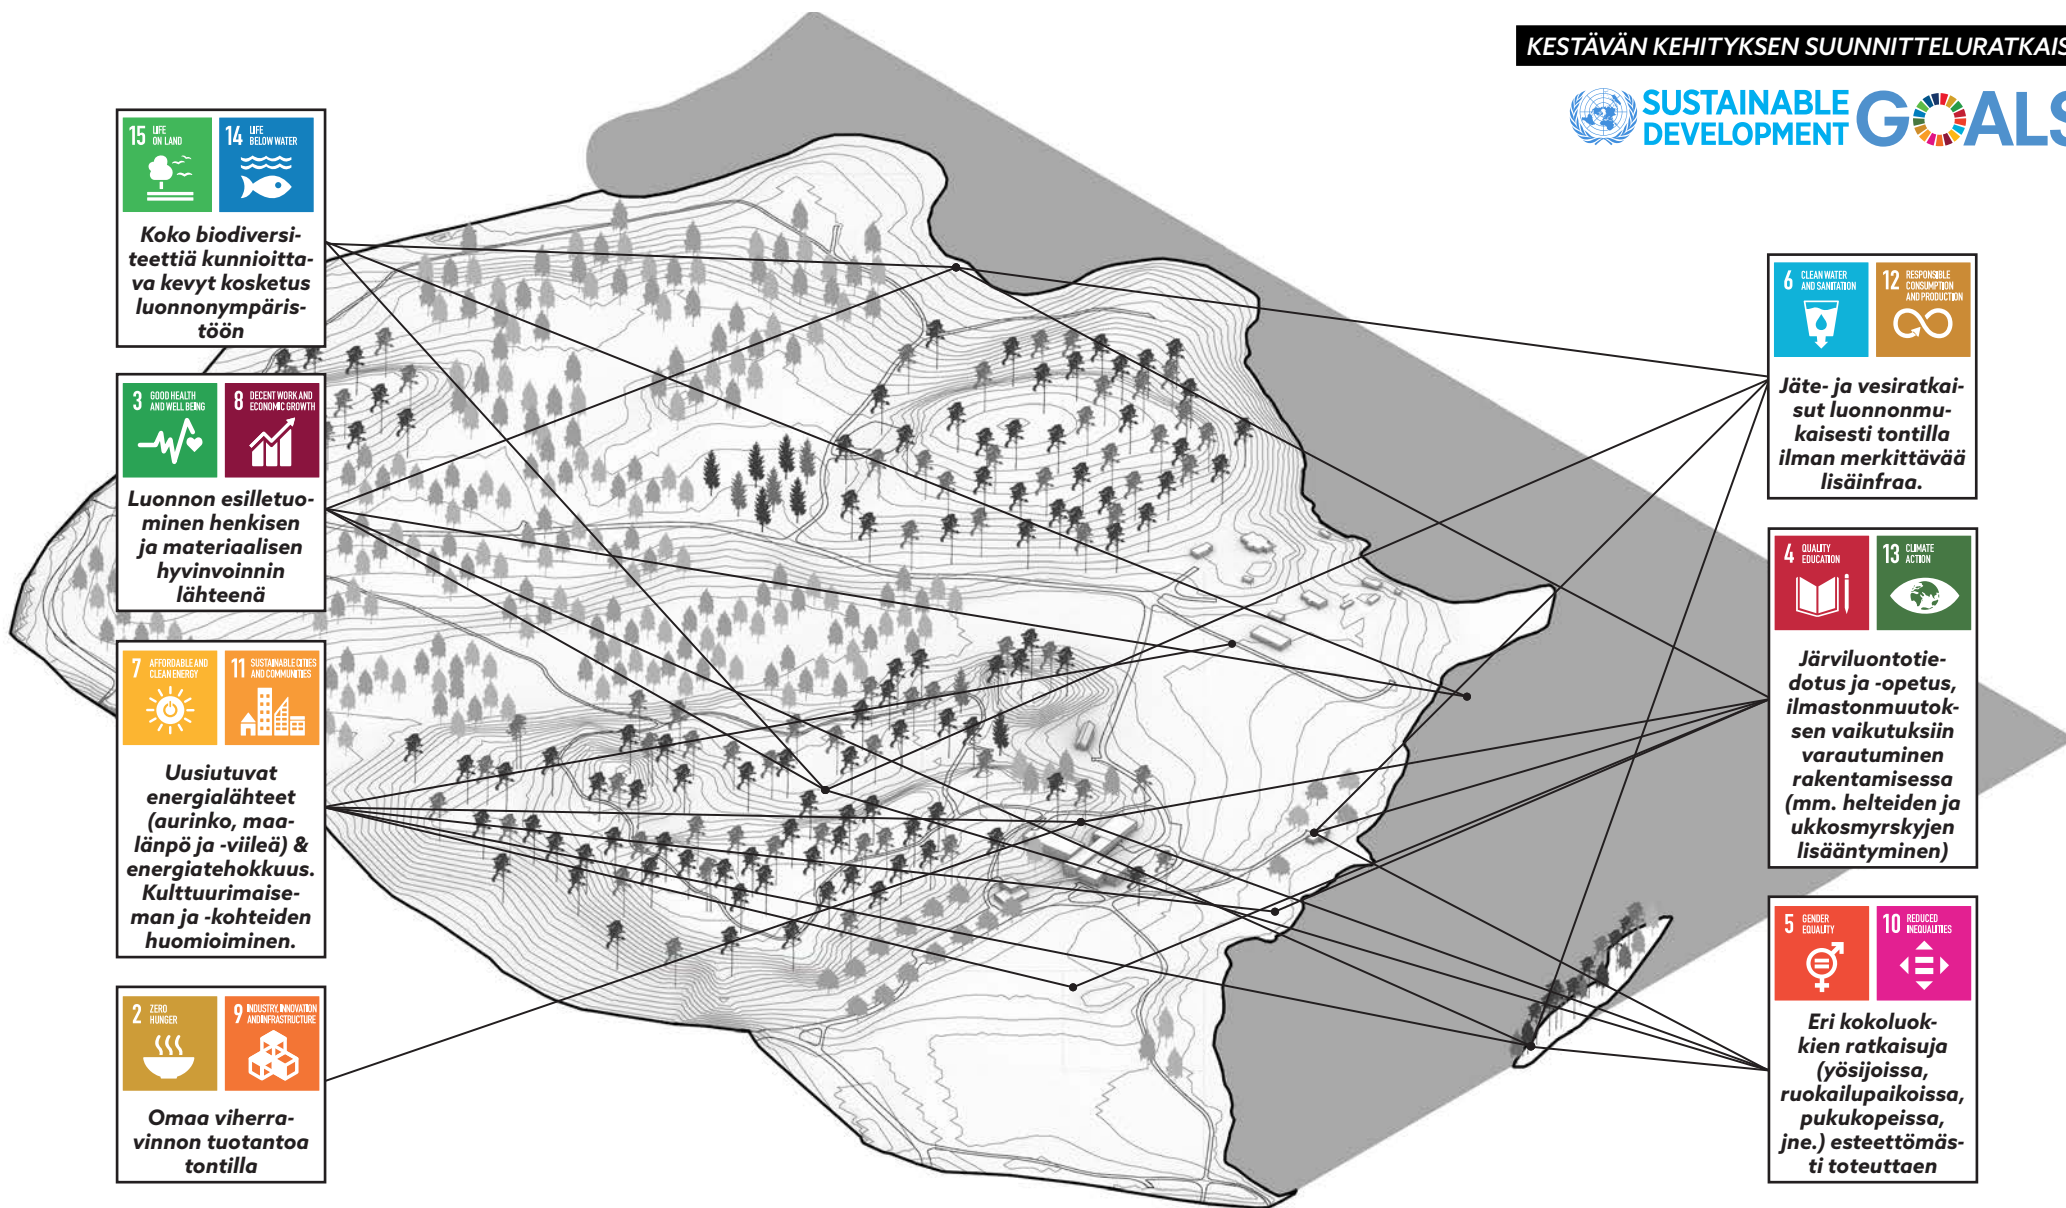 KESTÄVÄN KEHITYKSEN SUUNNITTELURATKAIS
SUSTAINABLE
DEVELOPMENT
GOALS
15 LIFE
ON LAND
14 LIFE
BELOW WATER
Koko biodiversi-
teettiä kunnioitta-
va kevyt kosketus
luonnonympäris-
töön
3 GOOD HEALTH
AND WELL BEING
8 DECENT WORK AND
ECONOMIC GROWTH
Luonnon esilletuo-
minen henkisen
ja materiaalisen
hyvinvoinnin
lähteenä
7 AFFORDABLE AND
CLEAN ENERGY
11 SUSTAINABLE CITIES
AND COMMUNITIES
Uusiutuvat
energialähteet
(aurinko, maa-
länpö ja -viileä) &
energiatehokkuus.
Kulttuurimaise-
man ja -kohteiden
huomioiminen.
2 ZERO
HUNGER
9 INDUSTRY, INNOVATION
AND INFRASTRUCTURE
Omaa viherra-
vinnon tuotantoa
tontilla
6 CLEAN WATER
AND SANITATION
12 RESPONSIBLE
CONSUMPTION
AND PRODUCTION
Jäte- ja vesiratkai-
sut luonnonmu-
kaisesti tontilla
ilman merkittävää
lisäinfraa.
4 QUALITY
EDUCATION
13 CLIMATE
ACTION
Järviluontotie-
dotus ja -opetus,
ilmastonmuutok-
sen vaikutuksiin
varautuminen
rakentamisessa
(mm. helteiden ja
ukkosmyrskyjen
lisääntyminen)
5 GENDER
EQUALITY
10 REDUCED
INEQUALITIES
Eri kokoluok-
kien ratkaisuja
(yösijoissa,
ruokailupaikoissa,
pukukopeissa,
jne.) esteettömäs-
ti toteuttaen